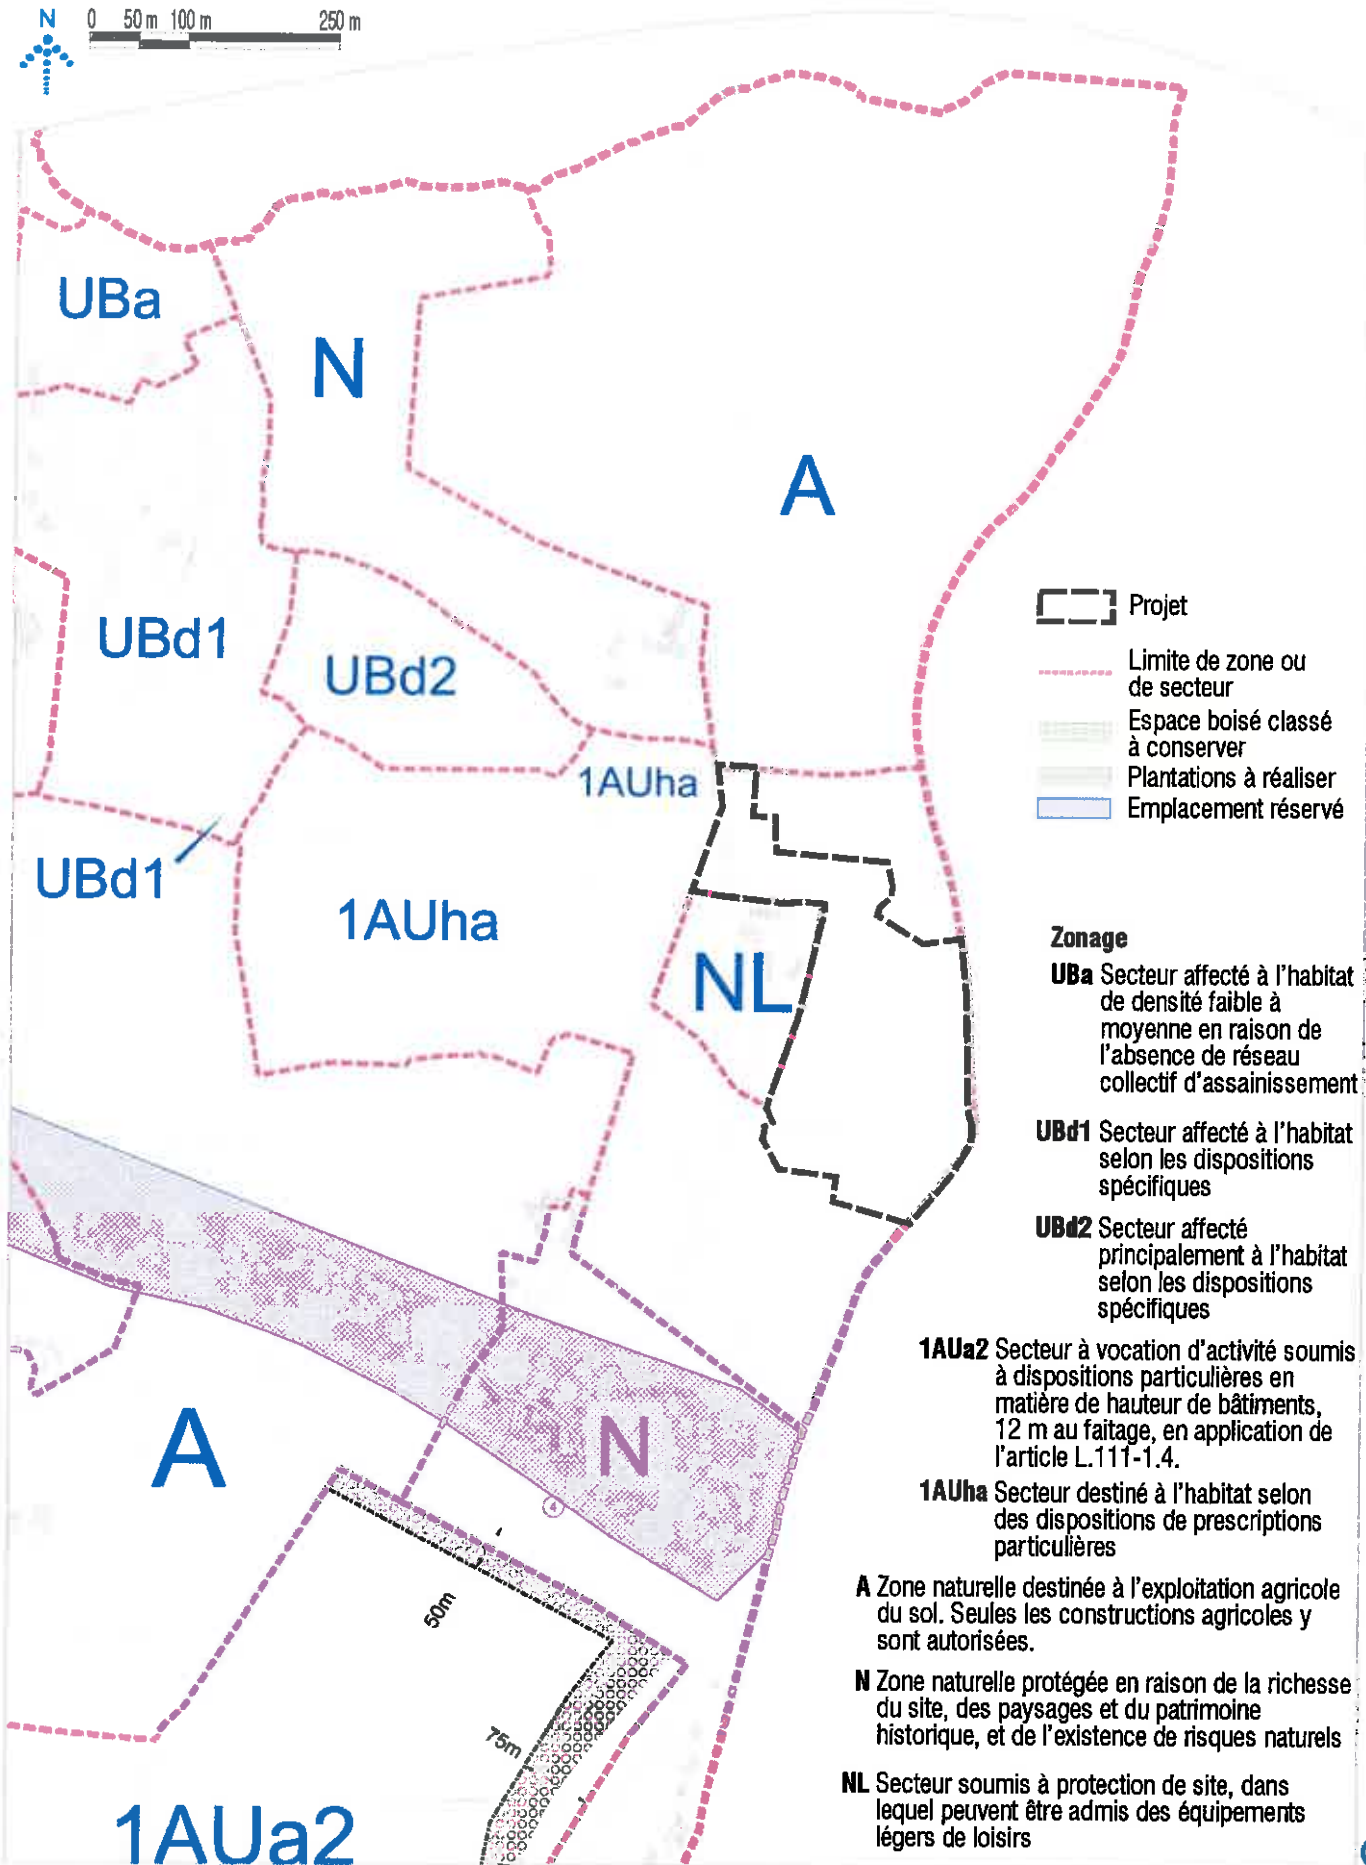 N
0 50 m 100 m 250 m
UBa
N
A
UBd1
UBd2
1AUha
UBd1
1AUha
NL
A
N
4
50m
75m
1AUa2
Projet
Limite de zone ou
de secteur
Espace boisé classé
à conserver
Plantations à réaliser
Emplacement réservé
Zonage
UBa Secteur affecté à l'habitat
de densité faible à
moyenne en raison de
l'absence de réseau
collectif d'assainissement
UBd1 Secteur affecté à l'habitat
selon les dispositions
spécifiques
UBd2 Secteur affecté
principalement à l'habitat
selon les dispositions
spécifiques
1AUa2 Secteur à vocation d'activité soumis
à dispositions particulières en
matière de hauteur de bâtiments,
12 m au faitage, en application de
l'article L.111-1.4.
1AUha Secteur destiné à l'habitat selon
des dispositions de prescriptions
particulières
A Zone naturelle destinée à l'exploitation agricole
du sol. Seules les constructions agricoles y
sont autorisées.
N Zone naturelle protégée en raison de la richesse
du site, des paysages et du patrimoine
historique, et de l'existence de risques naturels
NL Secteur soumis à protection de site, dans
lequel peuvent être admis des équipements
légers de loisirs